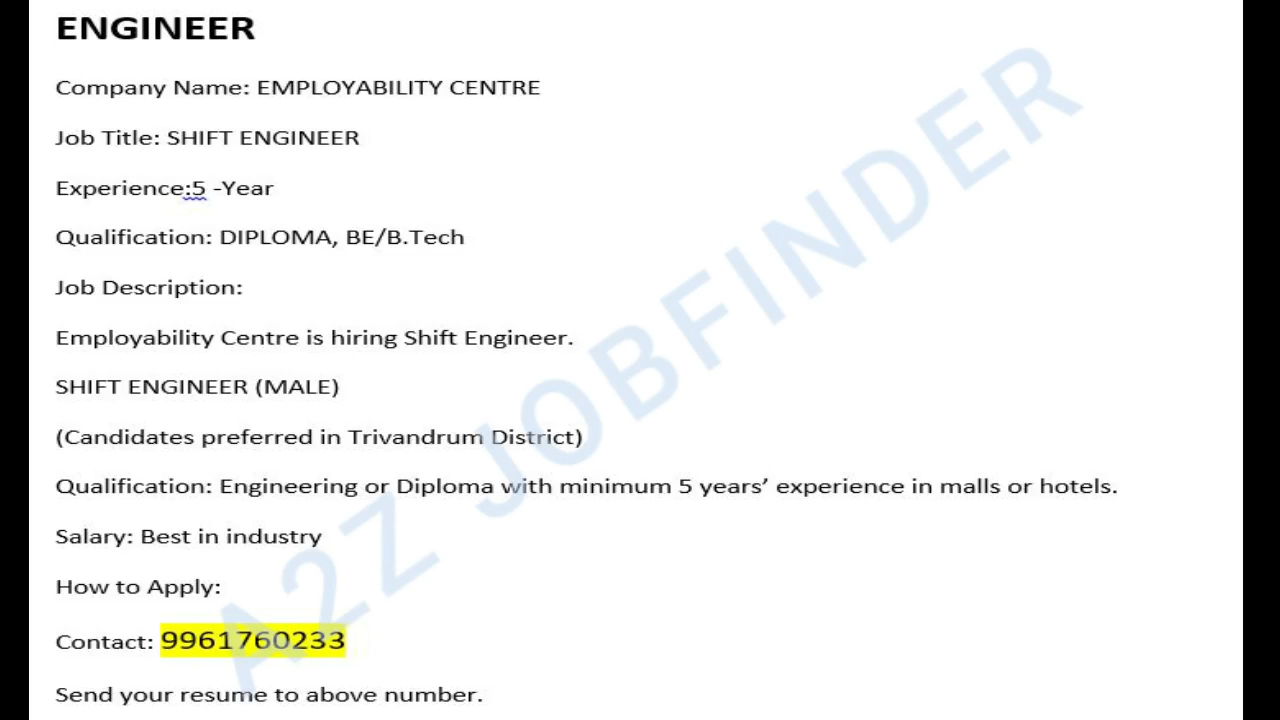 ENGINEER
Company Name: EMPLOYABILITY CENTRE
Job Title: SHIFT ENGINEER
Experience:5 -Year
Qualification: DIPLOMA, BE/B.Tech
Job Description:
Employability Centre is hiring Shift Engineer.
SHIFT ENGINEER (MALE)
(Candidates preferred in Trivandrum District)
Qualification: Engineering or Diploma with minimum 5 years’ experience in malls or hotels.
Salary: Best in industry
How to Apply:
Contact: 9961760233
Send your resume to above number.
A2Z JOBFINDER